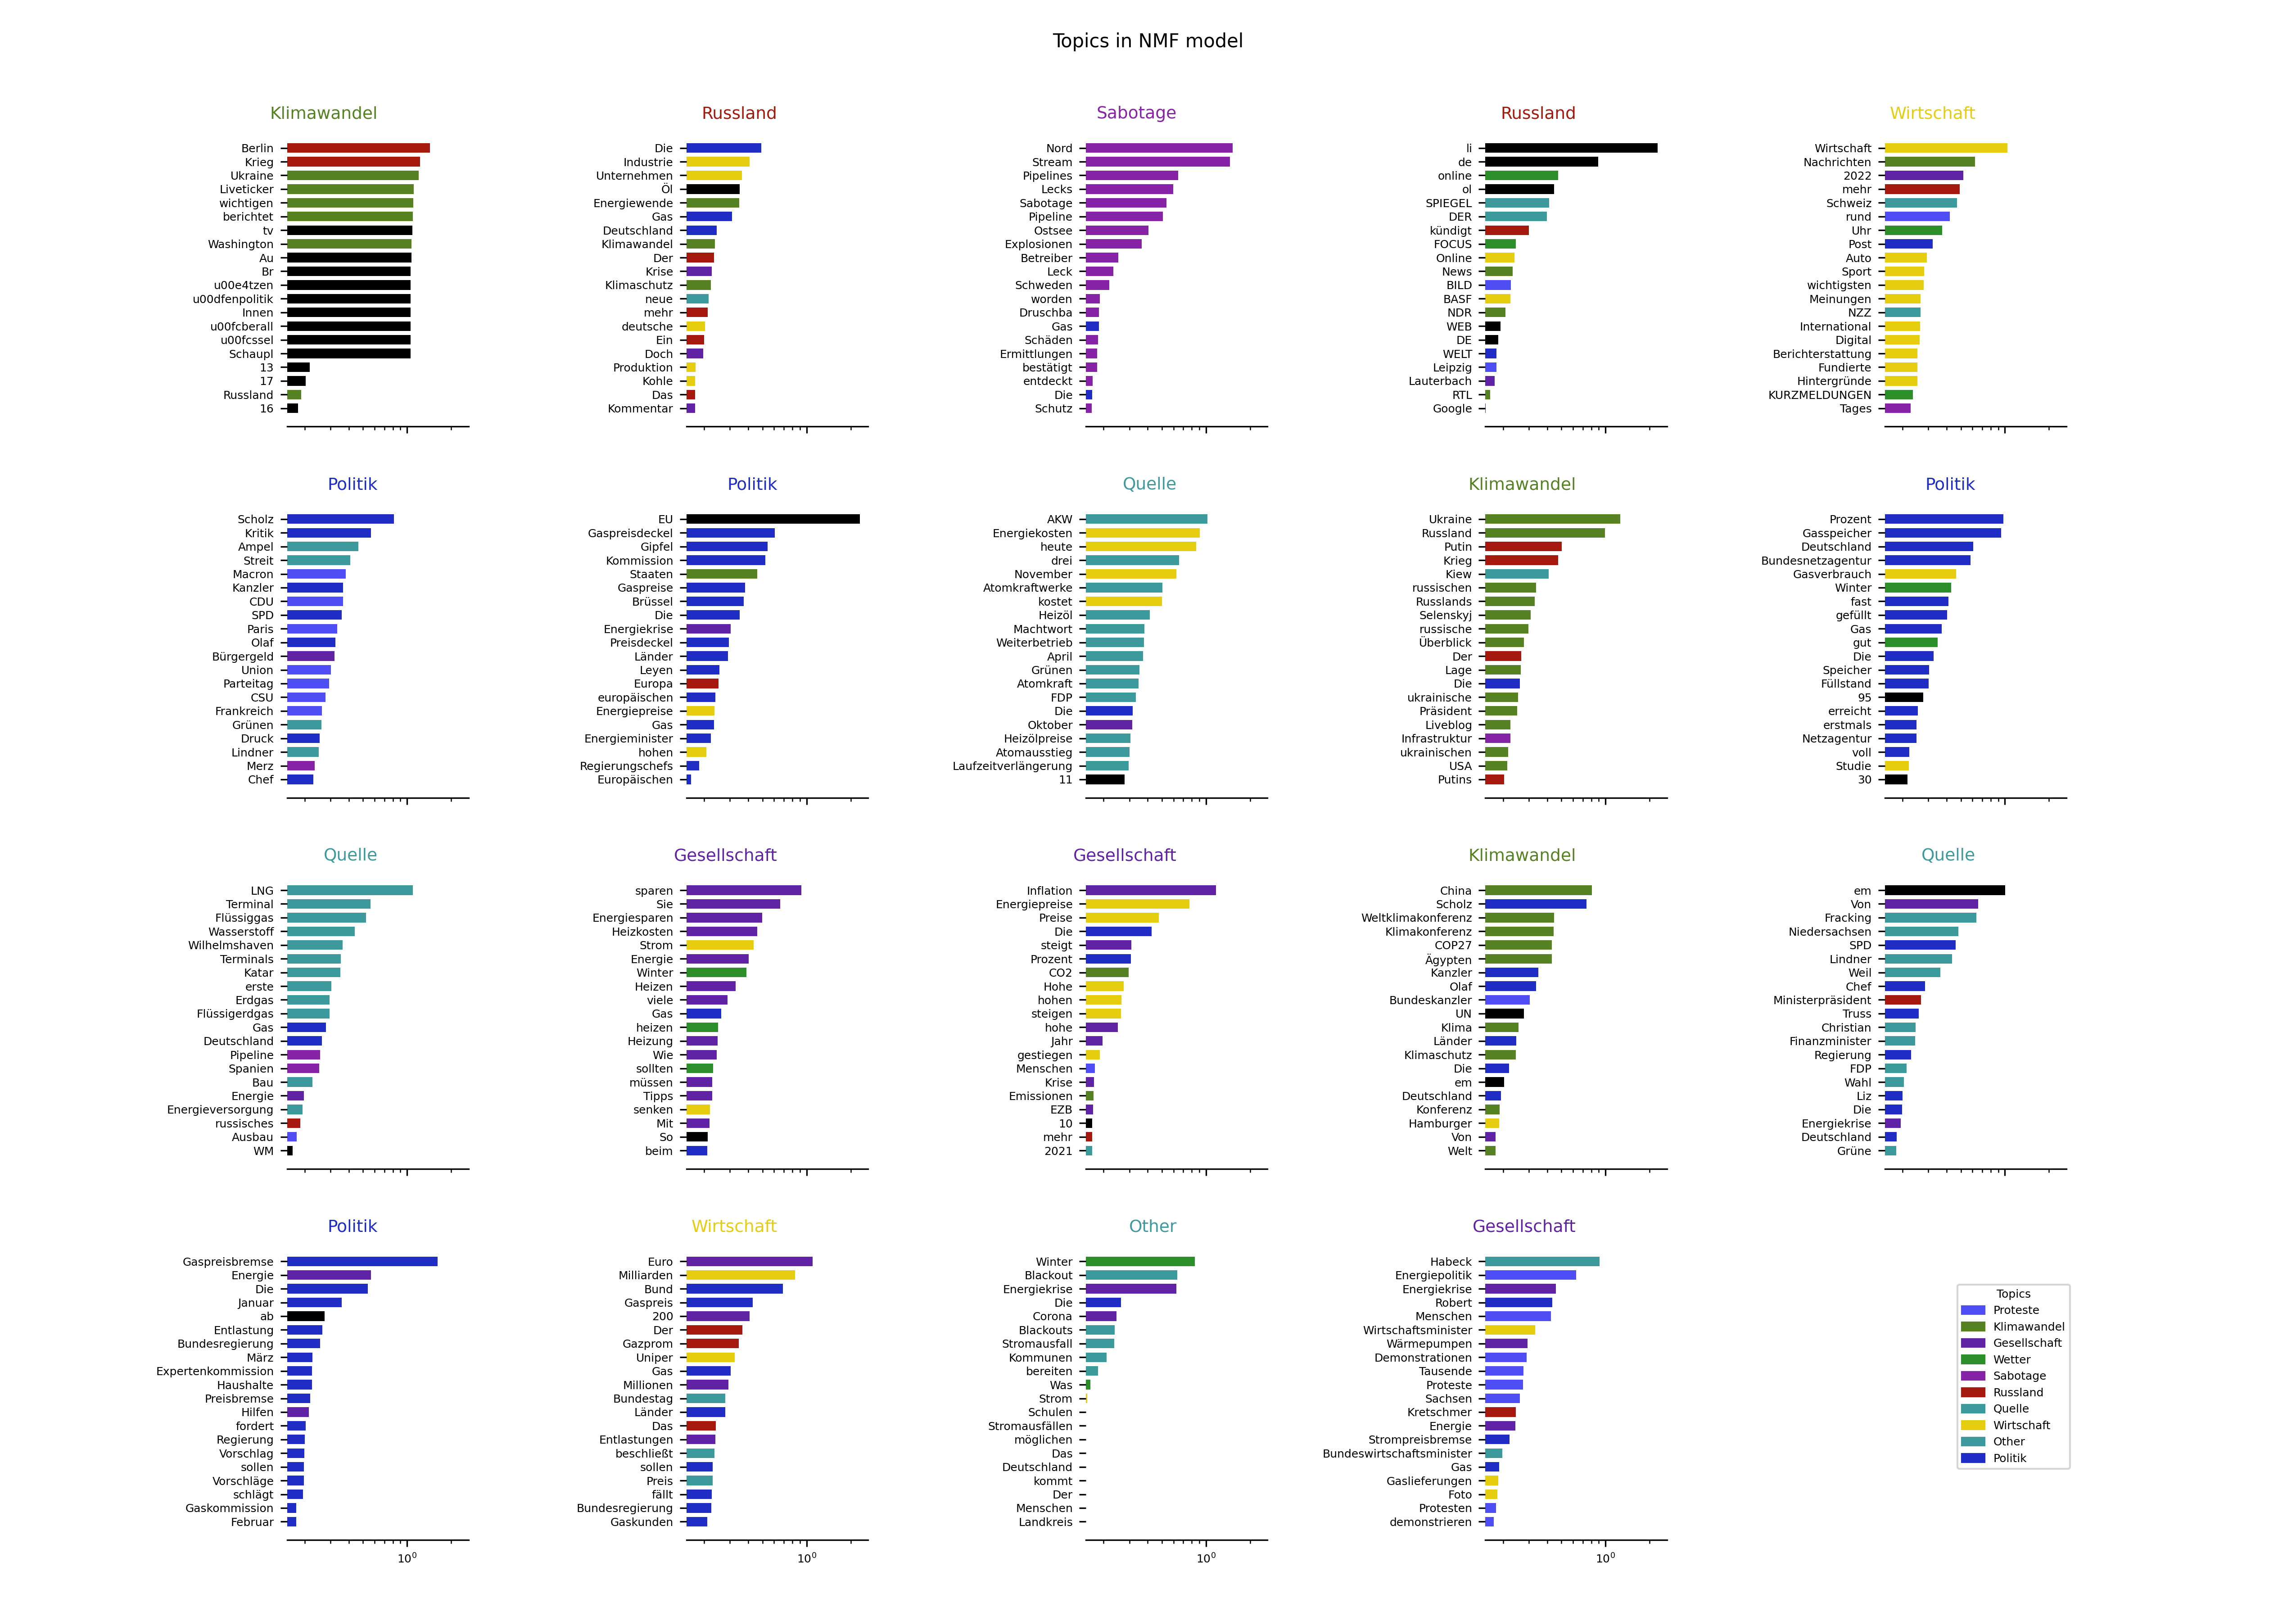 Topics in NMF model
Klimawandel
Berlin
Krieg
Ukraine
Liveticker
wichtigen
berichtet
tv
Washington
Au
Br
u00e4tzen
u00dfenpolitik
Innen
u00fcberall
u00fcssel
Schaupl
13
17
Russland
16
Russland
Die
Industrie
Unternehmen
Öl
Energiewende
Gas
Deutschland
Klimawandel
Der
Krise
Klimaschutz
neue
mehr
deutsche
Ein
Doch
Produktion
Kohle
Das
Kommentar
Sabotage
Nord
Stream
Pipelines
Lecks
Sabotage
Pipeline
Ostsee
Explosionen
Betreiber
Leck
Schweden
worden
Druschba
Gas
Schäden
Ermittlungen
bestätigt
entdeckt
Die
Schutz
Russland
li
de
online
ol
SPIEGEL
DER
kündigt
FOCUS
Online
News
BILD
BASF
NDR
WEB
DE
WELT
Leipzig
Lauterbach
RTL
Google
Wirtschaft
Wirtschaft
Nachrichten
2022
mehr
Schweiz
rund
Uhr
Post
Auto
Sport
wichtigsten
Meinungen
NZZ
International
Digital
Berichterstattung
Fundierte
Hintergründe
KURZMELDUNGEN
Tages
Politik
Scholz
Kritik
Ampel
Streit
Macron
Kanzler
CDU
SPD
Paris
Olaf
Bürgergeld
Union
Parteitag
CSU
Frankreich
Grünen
Druck
Lindner
Merz
Chef
Politik
EU
Gaspreisdeckel
Gipfel
Kommission
Staaten
Gaspreise
Brüssel
Die
Energiekrise
Preisdeckel
Länder
Leyen
Europa
europäischen
Energiepreise
Gas
Energieminister
hohen
Regierungschefs
Europäischen
Quelle
AKW
Energiekosten
heute
drei
November
Atomkraftwerke
kostet
Heizöl
Machtwort
Weiterbetrieb
April
Grünen
Atomkraft
FDP
Die
Oktober
Heizölpreise
Atomausstieg
Laufzeitverlängerung
11
Klimawandel
Ukraine
Russland
Putin
Krieg
Kiew
russischen
Russlands
Selenskyj
russische
Überblick
Der
Lage
Die
ukrainische
Präsident
Liveblog
Infrastruktur
ukrainischen
USA
Putins
Politik
Prozent
Gasspeicher
Deutschland
Bundesnetzagentur
Gasverbrauch
Winter
fast
gefüllt
Gas
gut
Die
Speicher
Füllstand
95
erreicht
erstmals
Netzagentur
voll
Studie
30
Quelle
LNG
Terminal
Flüssiggas
Wasserstoff
Wilhelmshaven
Terminals
Katar
erste
Erdgas
Flüssigerdgas
Gas
Deutschland
Pipeline
Spanien
Bau
Energie
Energieversorgung
russisches
Ausbau
WM
Gesellschaft
sparen
Sie
Energiesparen
Heizkosten
Strom
Energie
Winter
Heizen
viele
Gas
heizen
Heizung
Wie
sollten
müssen
Tipps
senken
Mit
So
beim
Gesellschaft
Inflation
Energiepreise
Preise
Die
steigt
Prozent
CO2
Hohe
hohen
steigen
hohe
Jahr
gestiegen
Menschen
Krise
Emissionen
EZB
10
mehr
2021
Klimawandel
China
Scholz
Weltklimakonferenz
Klimakonferenz
COP27
Ägypten
Kanzler
Olaf
Bundeskanzler
UN
Klima
Länder
Klimaschutz
Die
em
Deutschland
Konferenz
Hamburger
Von
Welt
Quelle
em
Von
Fracking
Niedersachsen
SPD
Lindner
Weil
Chef
Ministerpräsident
Truss
Christian
Finanzminister
Regierung
FDP
Wahl
Liz
Die
Energiekrise
Deutschland
Grüne
Politik
Gaspreisbremse
Energie
Die
Januar
ab
Entlastung
Bundesregierung
März
Expertenkommission
Haushalte
Preisbremse
Hilfen
fordert
Regierung
Vorschlag
sollen
Vorschläge
schlägt
Gaskommission
Februar
10⁰
Wirtschaft
Euro
Milliarden
Bund
Gaspreis
200
Der
Gazprom
Uniper
Gas
Millionen
Bundestag
Länder
Das
Entlastungen
beschließt
sollen
Preis
fällt
Bundesregierung
Gaskunden
10⁰
Other
Winter
Blackout
Energiekrise
Die
Corona
Blackouts
Stromausfall
Kommunen
bereiten
Was
Strom
Schulen
Stromausfällen
möglichen
Das
Deutschland
kommt
Der
Menschen
Landkreis
10⁰
Gesellschaft
Habeck
Energiepolitik
Energiekrise
Robert
Menschen
Wirtschaftsminister
Wärmepumpen
Demonstrationen
Tausende
Proteste
Sachsen
Kretschmer
Energie
Strompreisbremse
Bundeswirtschaftsminister
Gas
Gaslieferungen
Foto
Protesten
demonstrieren
10⁰
Topics
Proteste
Klimawandel
Gesellschaft
Wetter
Sabotage
Russland
Quelle
Wirtschaft
Other
Politik